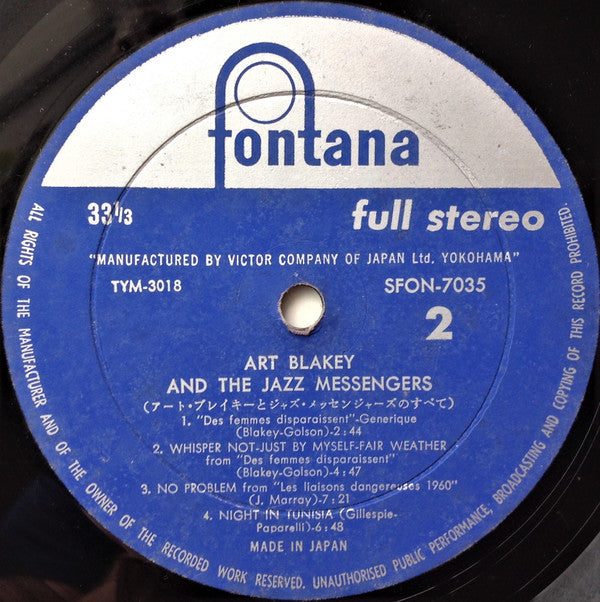 fontana
33 1/3
full stereo
"MANUFACTURED BY VICTOR COMPANY OF JAPAN Ltd. YOKOHAMA"
TYM-3018
SFON-7035
2
ART BLAKEY
AND THE JAZZ MESSENGERS
(アート・ブレイキーとジャズ・メッセンジャーズのすべて)
1. "Des femmes disparaissent"-Generique
(Blakey-Golson)-2:44
2. WHISPER NOT-JUST BY MYSELF-FAIR WEATHER
from "Des femmes disparaissent"
(Blakey-Golson)-4:47
3. NO PROBLEM from "Les liaisons dangereuses 1960"
(J. Marray)-7:21
4. NIGHT IN TUNISIA (Gillespie-
Paparelli)-6:48
MADE IN JAPAN
ALL RIGHTS OF THE MANUFACTURER AND OF THE OWNER OF THE RECORDED WORK RESERVED. UNAUTHORISED PUBLIC PERFORMANCE, BROADCASTING AND COPYING OF THIS RECORD PROHIBITED.